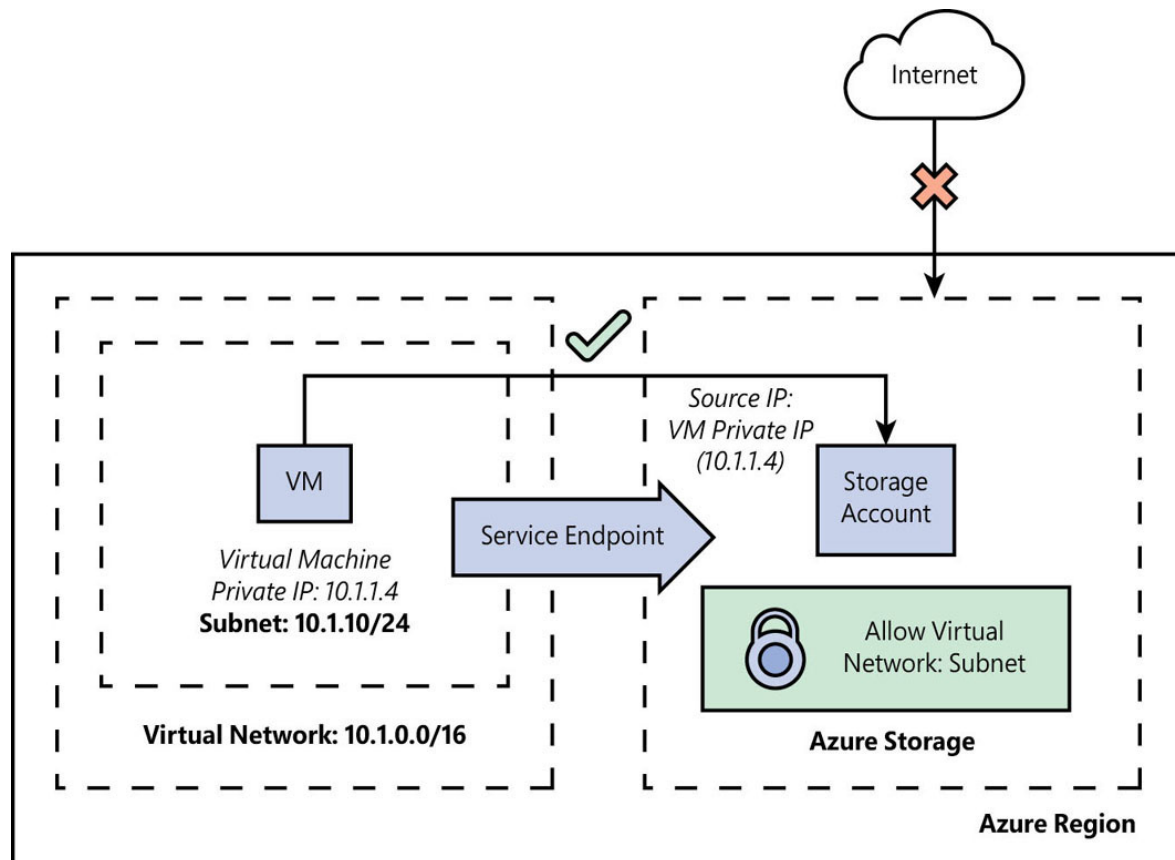 Internet
Source IP:
VM Private IP
(10.1.1.4)
VM
Storage
Account
Service Endpoint
Virtual Machine
Private IP: 10.1.1.4
Subnet: 10.1.10/24
Allow Virtual
Network: Subnet
Virtual Network: 10.1.0.0/16
Azure Storage
Azure Region